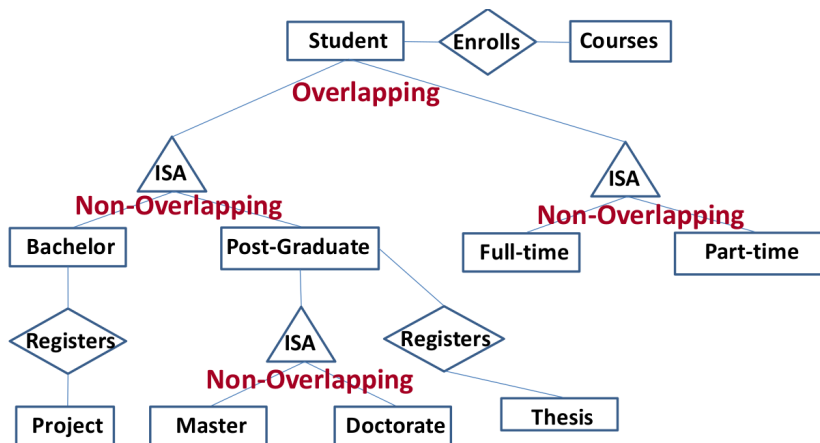 Student
Enrolls
Courses
Overlapping
ISA
ISA
Non-Overlapping
Non-Overlapping
Bachelor
Post-Graduate
Full-time
Part-time
Registers
ISA
Registers
Non-Overlapping
Project
Master
Doctorate
Thesis